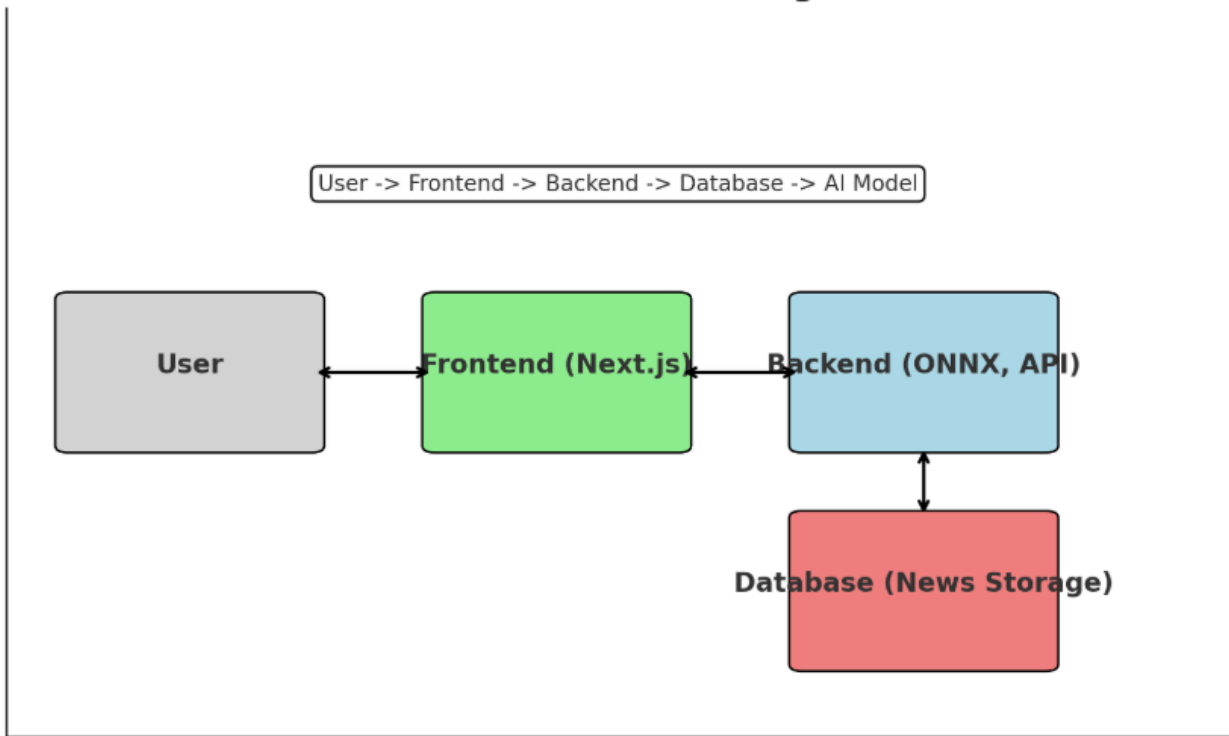 User -> Frontend -> Backend -> Database -> AI Model
User
Frontend (Next.js)
Backend (ONNX, API)
Database (News Storage)